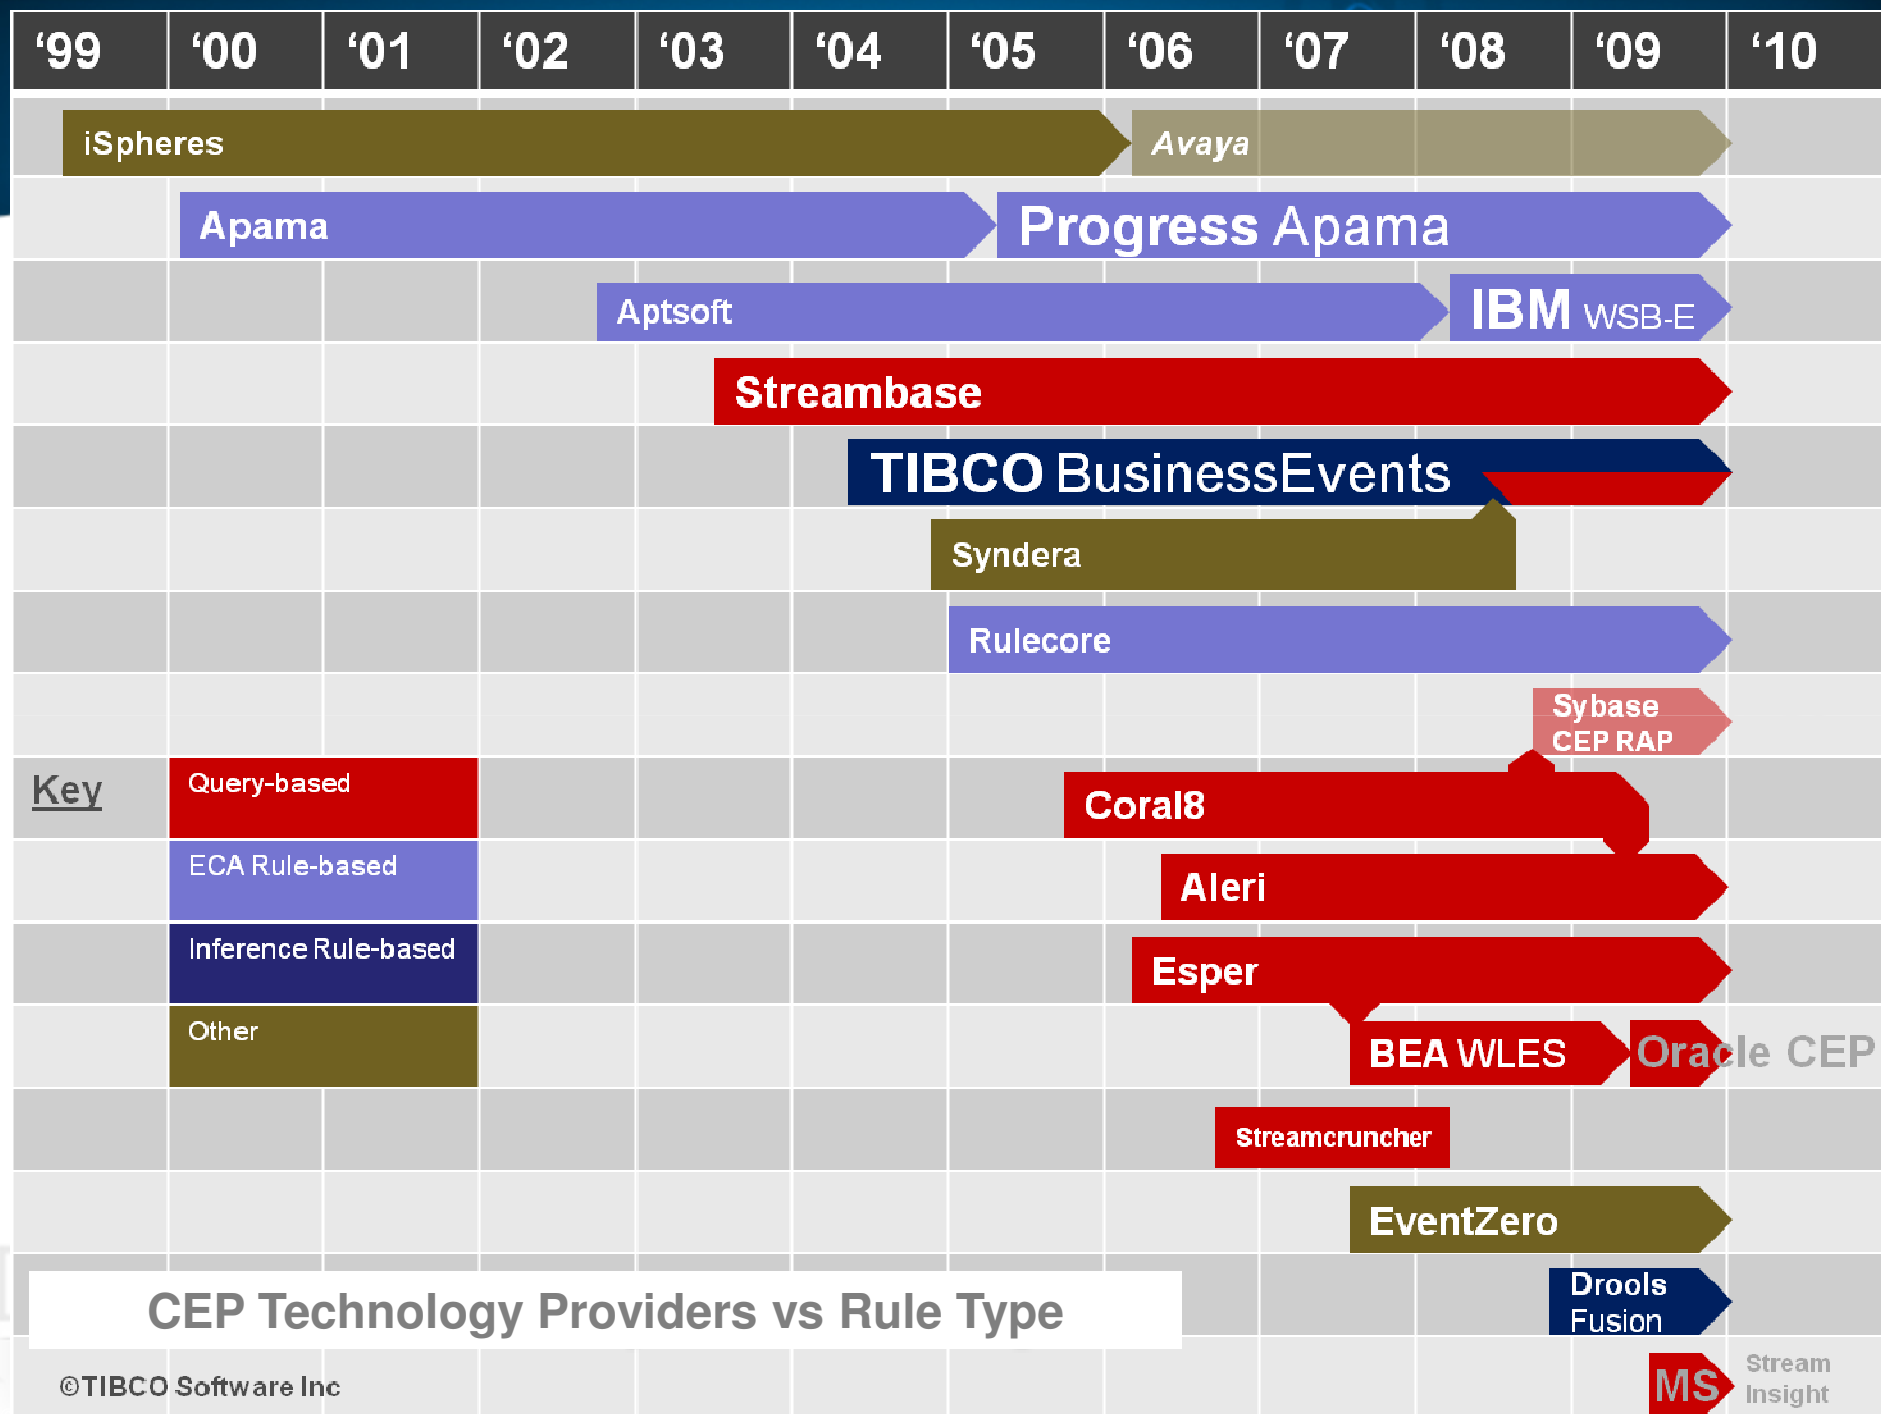 ‘99 ‘00 ‘01 ‘02 ‘03 ‘04 ‘05 ‘06 ‘07 ‘08 ‘09 ‘10
iSpheres Avaya
Apama Progress Apama
Aptsoft IBM WSB-E
Streambase
TIBCO BusinessEvents
Syndera
Rulecore
Sybase
CEP RAP
Key Query-based Coral8
ECA Rule-based Aleri
Inference Rule-based Esper
Other BEA WLES Oracle CEP
Streamcruncher
EventZero
Drools
Fusion
CEP Technology Providers vs Rule Type
MS Stream
Insight
©TIBCO Software Inc